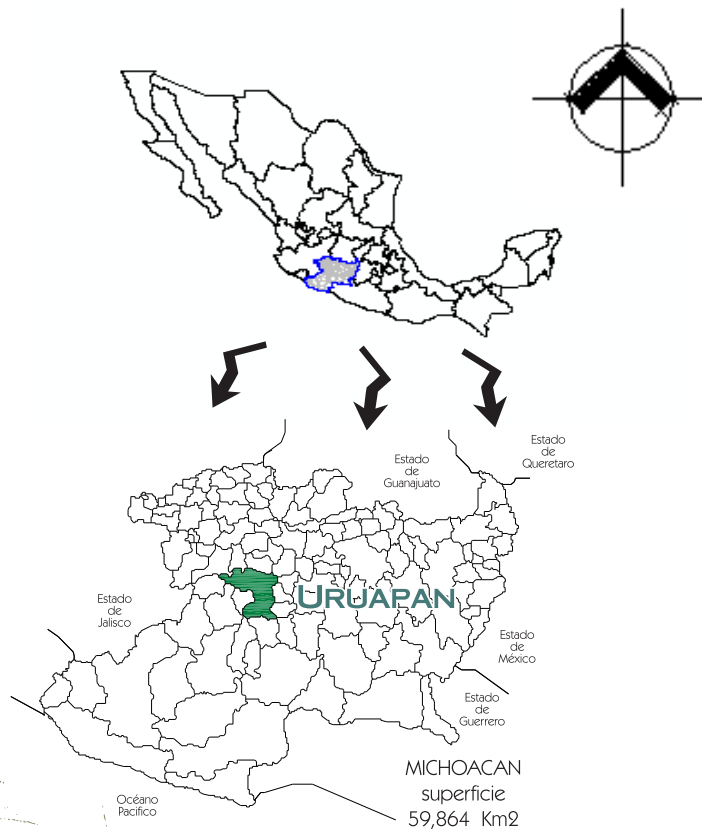 Estado
de
Queretaro
Estado
de
Guanajuato
URUAPAN
Estado
de
Jalisco
Estado
de
México
Estado
de
Guerrero
MICHOACAN
superficie
59,864 Km2
Océano
Pacifico